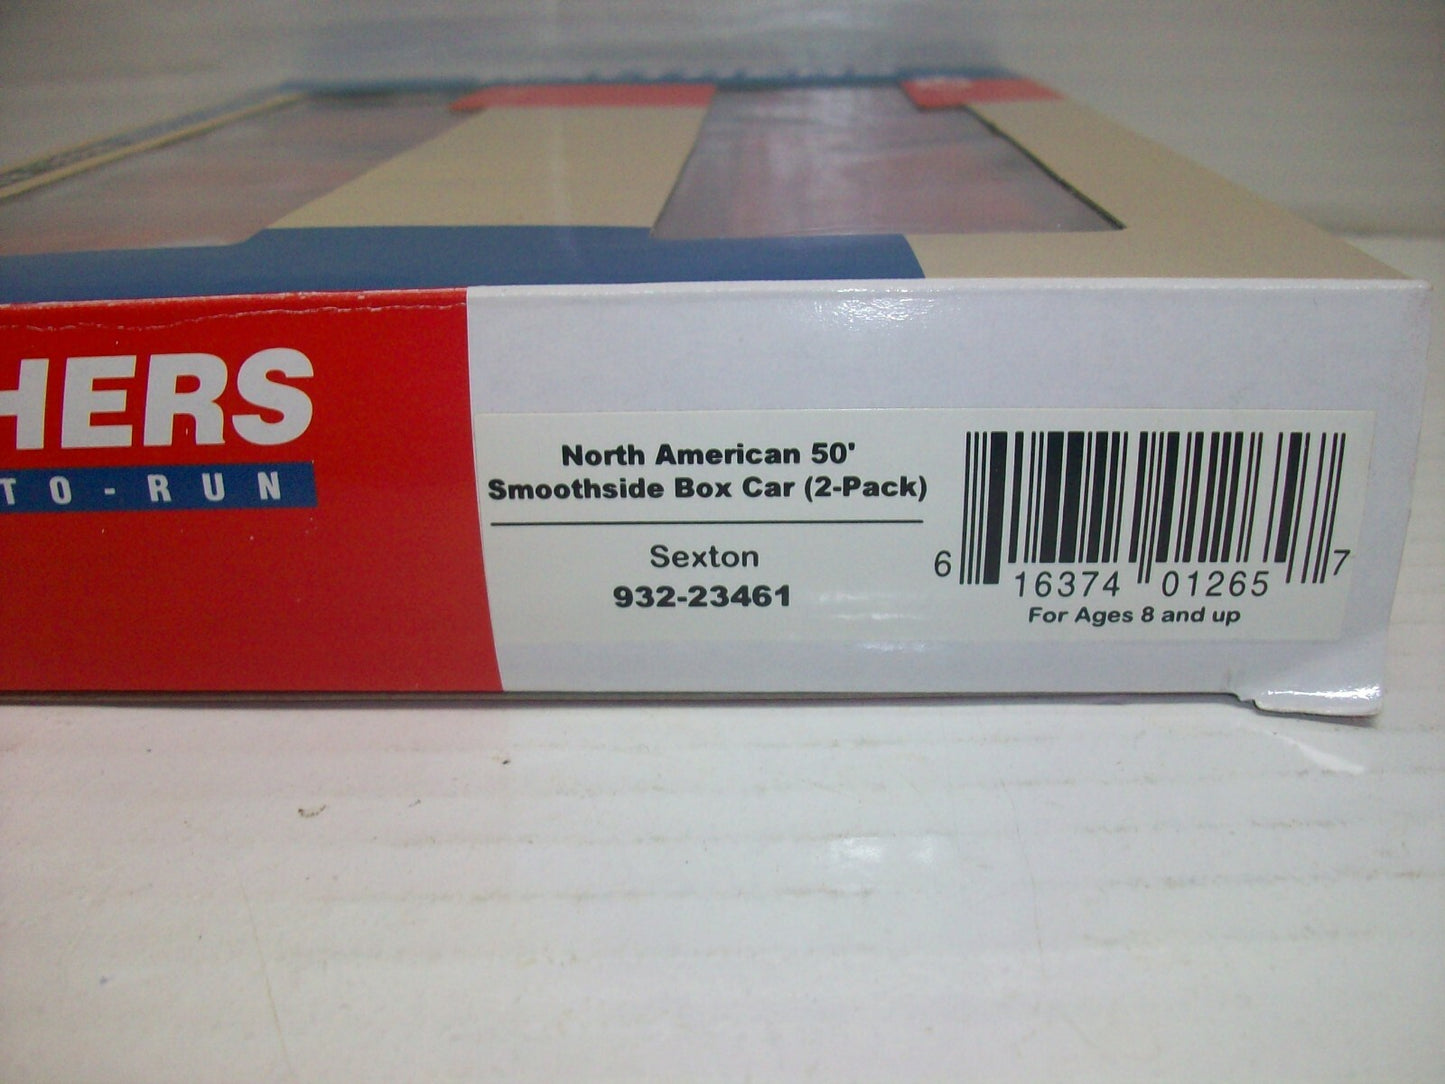 HERS
TO-RUN
North American 50'
Smoothside Box Car (2-Pack)
Sexton
932-23461
6 16374 01265 7
For Ages 8 and up